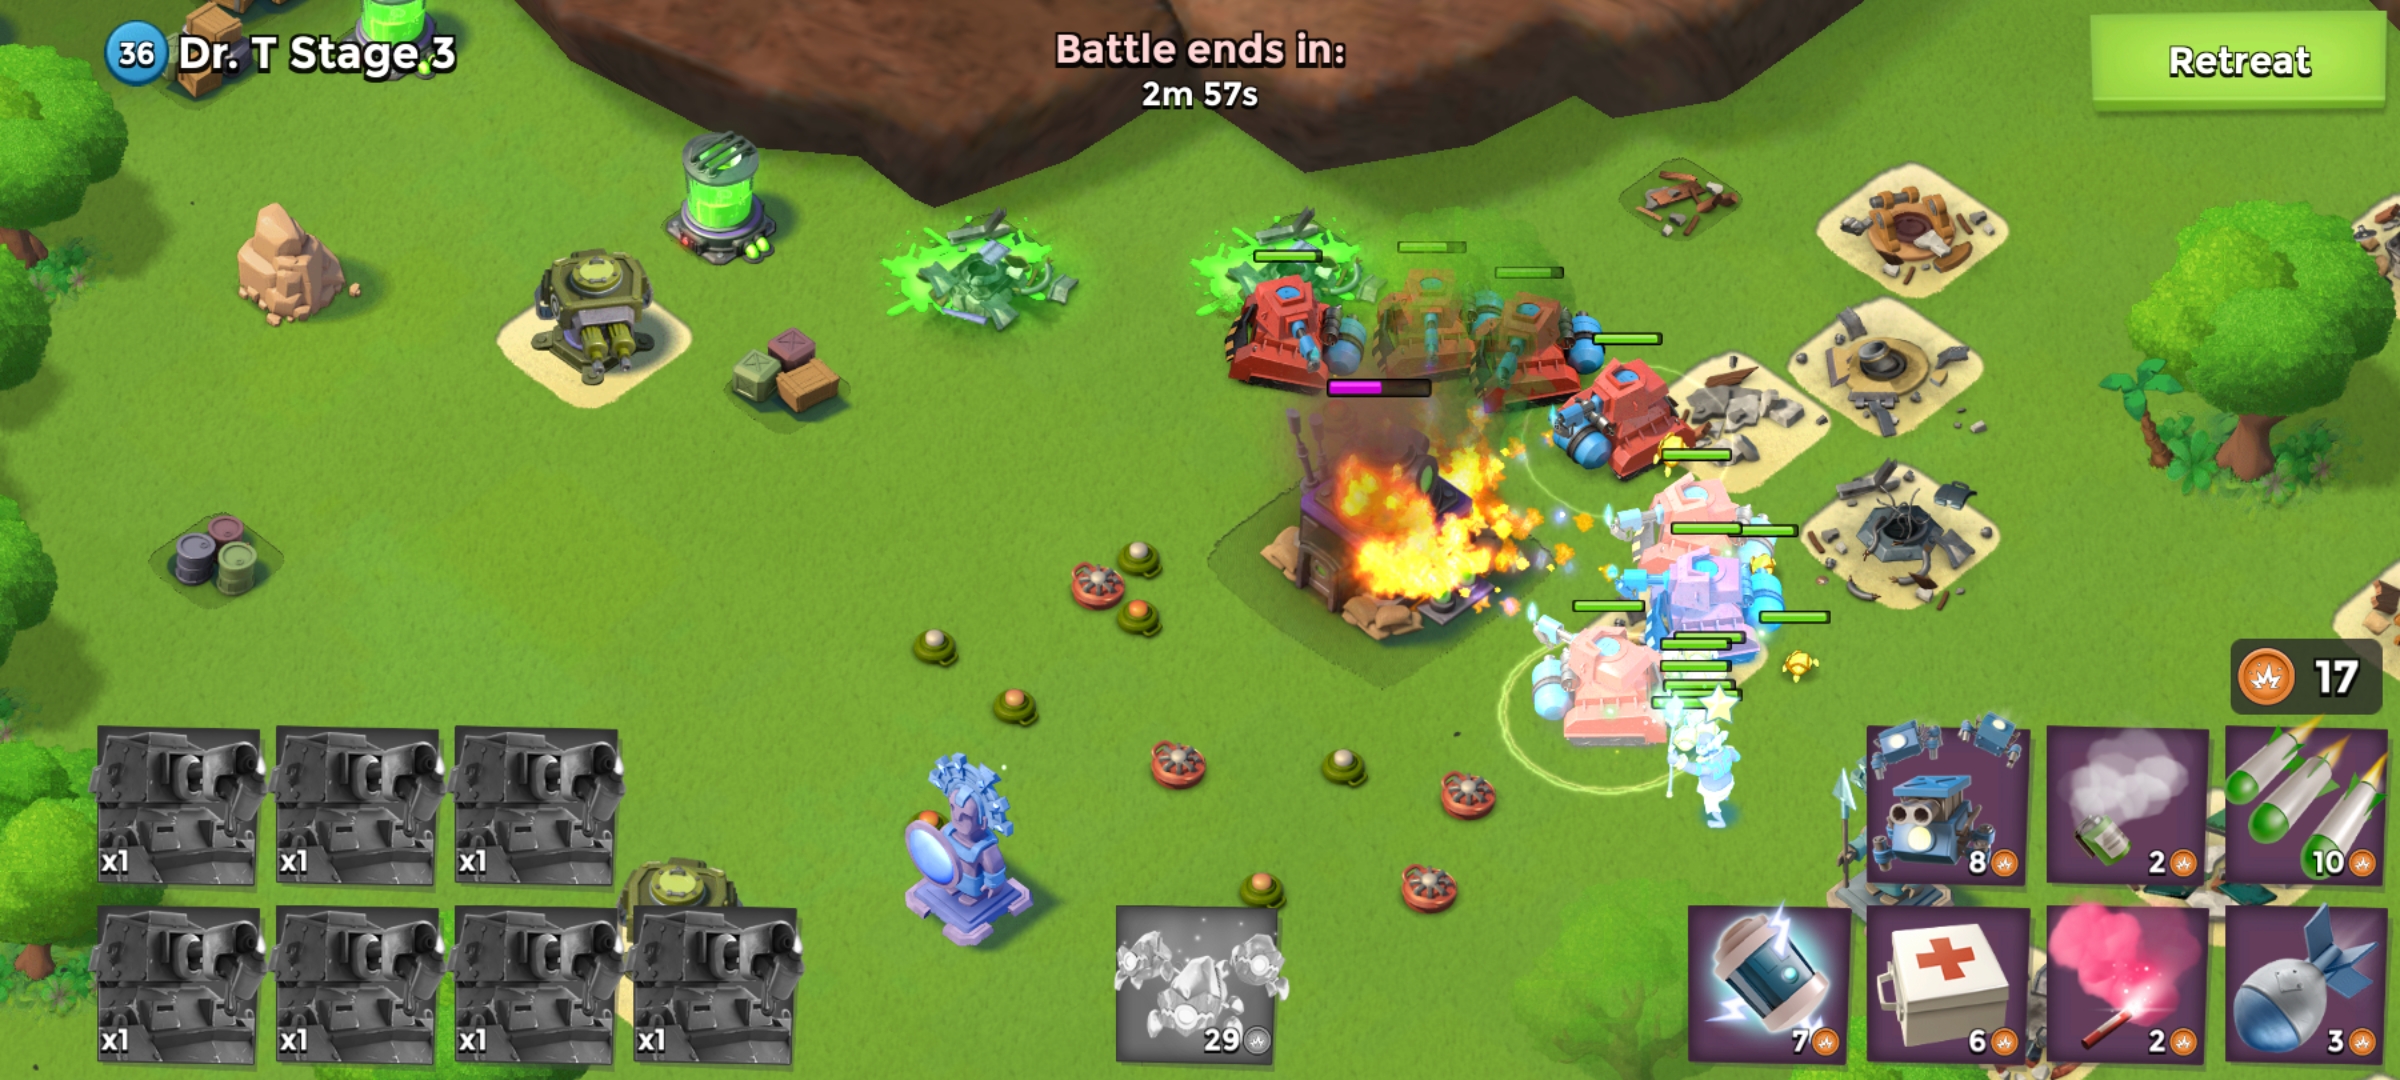 36 Dr. T Stage 3
Battle ends in:
2m 57s
Retreat
17
x1 x1 x1
8 2 10
x1 x1 x1 x1
29
7 6 2 3